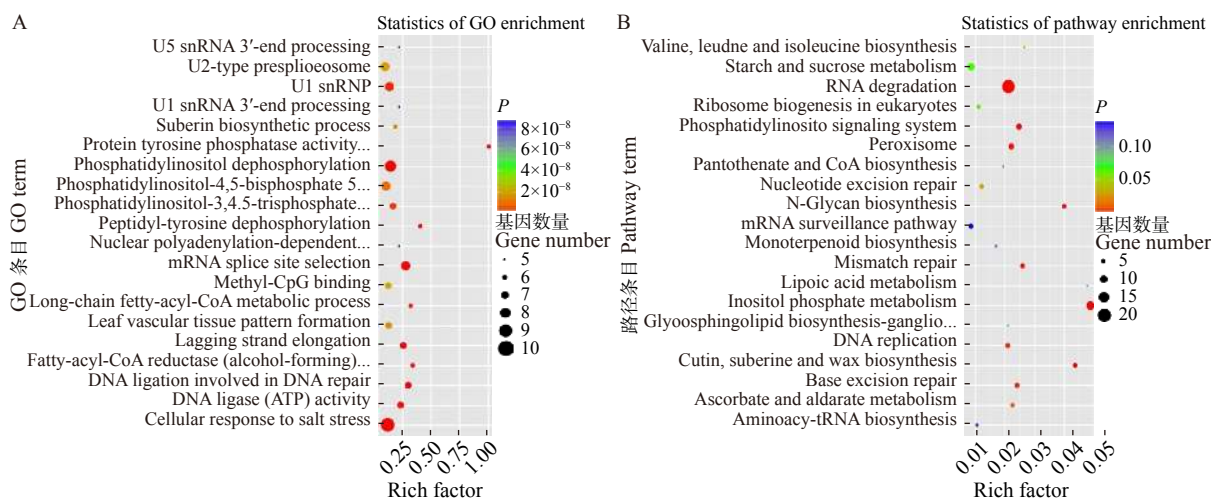 A
Statistics of GO enrichment
GO 条目 GO term
U5 snRNA 3′-end processing
U2-type presplioeosome
U1 snRNP
U1 snRNA 3′-end processing
Suberin biosynthetic process
Protein tyrosine phosphatase activity...
Phosphatidylinositol dephosphorylation
Phosphatidylinositol-4,5-bisphosphate 5...
Phosphatidylinositol-3,4.5-trisphosphate...
Peptidyl-tyrosine dephosphorylation
Nuclear polyadenylation-dependent...
mRNA splice site selection
Methyl-CpG binding
Long-chain fetty-acyl-CoA metabolic process
Leaf vascular tissue pattern formation
Lagging strand elongation
Fatty-acyl-CoA reductase (alcohol-forming)...
DNA ligation involved in DNA repair
DNA ligase (ATP) activity
Cellular response to salt stress
0.25
0.50
0.75
1.00
Rich factor
P
8×10⁻⁸
6×10⁻⁸
4×10⁻⁸
2×10⁻⁸
基因数量
Gene number
5
6
7
8
9
10
B
Statistics of pathway enrichment
路径条目 Pathway term
Valine, leudne and isoleucine biosynthesis
Starch and sucrose metabolism
RNA degradation
Ribosome biogenesis in eukaryotes
Phosphatidylinosito signaling system
Peroxisome
Pantothenate and CoA biosynthesis
Nucleotide excision repair
N-Glycan biosynthesis
mRNA surveillance pathway
Monoterpenoid biosynthesis
Mismatch repair
Lipoic acid metabolism
Inositol phosphate metabolism
Glyoosphingolipid biosynthesis-ganglio...
DNA replication
Cutin, suberine and wax biosynthesis
Base excision repair
Ascorbate and aldarate metabolism
Aminoacy-tRNA biosynthesis
0.01
0.02
0.03
0.04
0.05
Rich factor
P
0.10
0.05
基因数量
Gene number
5
10
15
20